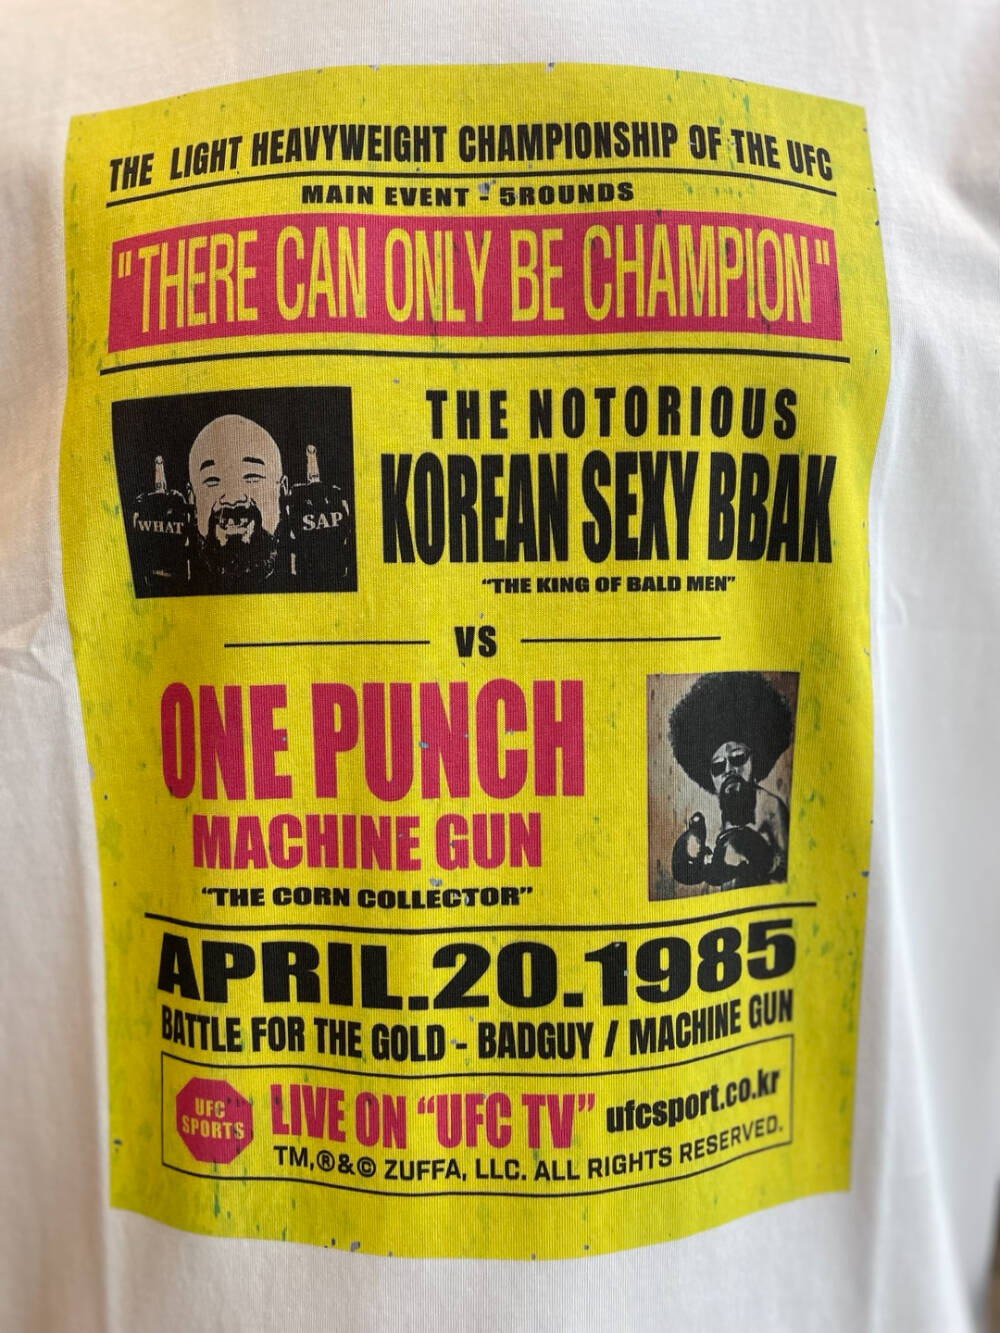 THE LIGHT HEAVYWEIGHT CHAMPIONSHIP OF THE UFC
MAIN EVENT - 5ROUNDS
"THERE CAN ONLY BE CHAMPION"
THE NOTORIOUS
KOREAN SEXY BBAK
"THE KING OF BALD MEN"
WHAT SAP
VS
ONE PUNCH
MACHINE GUN
"THE CORN COLLECTOR"
APRIL.20.1985
BATTLE FOR THE GOLD - BADGUY / MACHINE GUN
UFC
SPORTS
LIVE ON "UFC TV" ufcsport.co.kr
TM,®&© ZUFFA, LLC. ALL RIGHTS RESERVED.